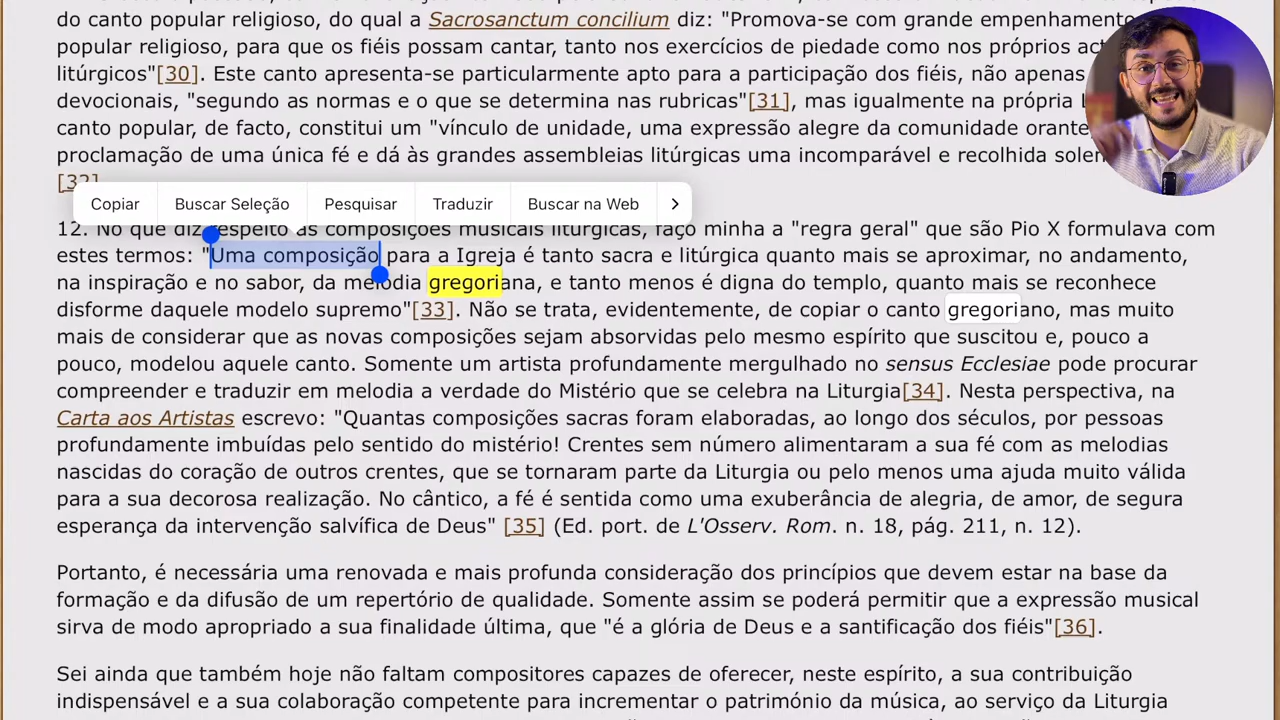 do canto popular religioso, do qual a Sacrosanctum concilium diz: "Promova-se com grande empenhamento
popular religioso, para que os fiéis possam cantar, tanto nos exercícios de piedade como nos próprios
litúrgicos"[30]. Este canto apresenta-se particularmente apto para a participação dos fiéis, não apenas
devocionais, "segundo as normas e o que se determina nas rubricas"[31], mas igualmente na própria
canto popular, de facto, constitui um "vínculo de unidade, uma expressão alegre da comunidade orante
proclamação de uma única fé e dá às grandes assembleias litúrgicas uma incomparável e recolhida
[32]
Copiar Buscar Seleção Pesquisar Traduzir Buscar na Web
12. No que diz respeito às composições musicais litúrgicas, faço minha a "regra geral" que são Pio X formulava com
estes termos: "Uma composição para a Igreja é tanto sacra e litúrgica quanto mais se aproximar, no andamento,
na inspiração e no sabor, da melodia gregoriana, e tanto menos é digna do templo, quanto mais se reconhece
disforme daquele modelo supremo"[33]. Não se trata, evidentemente, de copiar o canto gregoriano, mas muito
mais de considerar que as novas composições sejam absorvidas pelo mesmo espírito que suscitou e, pouco a
pouco, modelou aquele canto. Somente um artista profundamente mergulhado no sensus Ecclesiae pode procurar
compreender e traduzir em melodia a verdade do Mistério que se celebra na Liturgia[34]. Nesta perspectiva, na
Carta aos Artistas escrevo: "Quantas composições sacras foram elaboradas, ao longo dos séculos, por pessoas
profundamente imbuídas pelo sentido do mistério! Crentes sem número alimentaram a sua fé com as melodias
nascidas do coração de outros crentes, que se tornaram parte da Liturgia ou pelo menos uma ajuda muito válida
para a sua decorosa realização. No cântico, a fé é sentida como uma exuberância de alegria, de amor, de segura
esperança da intervenção salvífica de Deus" [35] (Ed. port. de L'Osserv. Rom. n. 18, pág. 211, n. 12).
Portanto, é necessária uma renovada e mais profunda consideração dos princípios que devem estar na base da
formação e da difusão de um repertório de qualidade. Somente assim se poderá permitir que a expressão musical
sirva de modo apropriado a sua finalidade última, que "é a glória de Deus e a santificação dos fiéis"[36].
Sei ainda que também hoje não faltam compositores capazes de oferecer, neste espírito, a sua contribuição
indispensável e a sua colaboração competente para incrementar o património da música, ao serviço da Liturgia